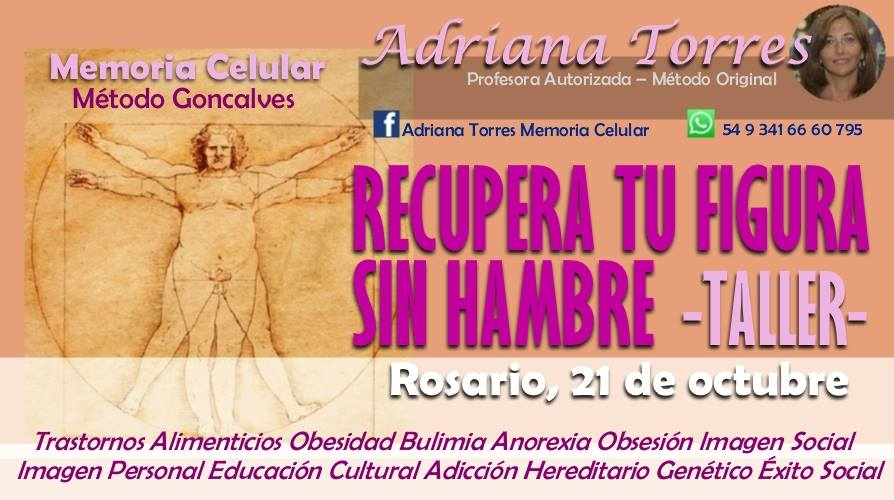 Adriana Torres
Memoria Celular
Profesora Autorizada – Método Original
Método Goncalves
Adriana Torres Memoria Celular
54 9 341 66 60 795
RECUPERA TU FIGURA
SIN HAMBRE -TALLER-
Rosario, 21 de octubre
Trastornos Alimenticios Obesidad Bulimia Anorexia Obsesión Imagen Social
Imagen Personal Educación Cultural Adicción Hereditario Genético Éxito Social